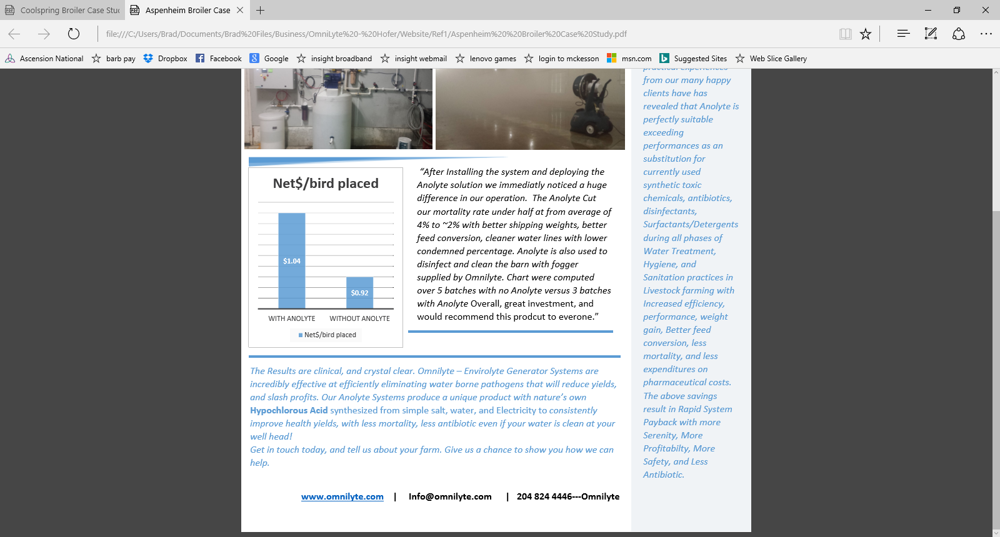 Coolspring Broiler Case Stud
Aspenheim Broiler Case
file:///C:/Users/Brad/Documents/Brad%20Files/Business/OmniLyte%20-%20Hofer/Website/Ref1/Aspenheim%20%20Broiler%20Case%20Study.pdf
Ascension National barb pay Dropbox Facebook Google insight broadband insight webmail lenovo games login to mckesson msn.com Suggested Sites Web Slice Gallery
Net$/bird placed
$1.04
$0.92
WITH ANOLYTE WITHOUT ANOLYTE
Net$/bird placed
“After Installing the system and deploying the
Anolyte solution we immediatly noticed a huge
difference in our operation. The Anolyte Cut
our mortality rate under half at from average of
4% to ~2% with better shipping weights, better
feed conversion, cleaner water lines with lower
condemned percentage. Anolyte is also used to
disinfect and clean the barn with fogger
supplied by Omnilyte. Chart were computed
over 5 batches with no Anolyte versus 3 batches
with Anolyte Overall, great investment, and
would recommend this prodcut to everone.”
The Results are clinical, and crystal clear. Omnilyte – Envirolyte Generator Systems are
incredibly effective at efficiently eliminating water borne pathogens that will reduce yields,
and slash profits. Our Anolyte Systems produce a unique product with nature’s own
Hypochlorous Acid synthesized from simple salt, water, and Electricity to consistently
improve health yields, with less mortality, less antibiotic even if your water is clean at your
well head!
Get in touch today, and tell us about your farm. Give us a chance to show you how we can
help.
www.omnilyte.com | Info@omnilyte.com | 204 824 4446---Omnilyte
practical experiences
from our many happy
clients have has
revealed that Anolyte is
perfectly suitable
exceeding
performances as an
substitution for
currently used
synthetic toxic
chemicals, antibiotics,
disinfectants,
Surfactants/Detergents
during all phases of
Water Treatment,
Hygiene, and
Sanitation practices in
Livestock farming with
Increased efficiency,
performance, weight
gain, Better feed
conversion, less
mortality, and less
expenditures on
pharmaceutical costs.
The above savings
result in Rapid System
Payback with more
Serenity, More
Profitabilty, More
Safety, and Less
Antibiotic.